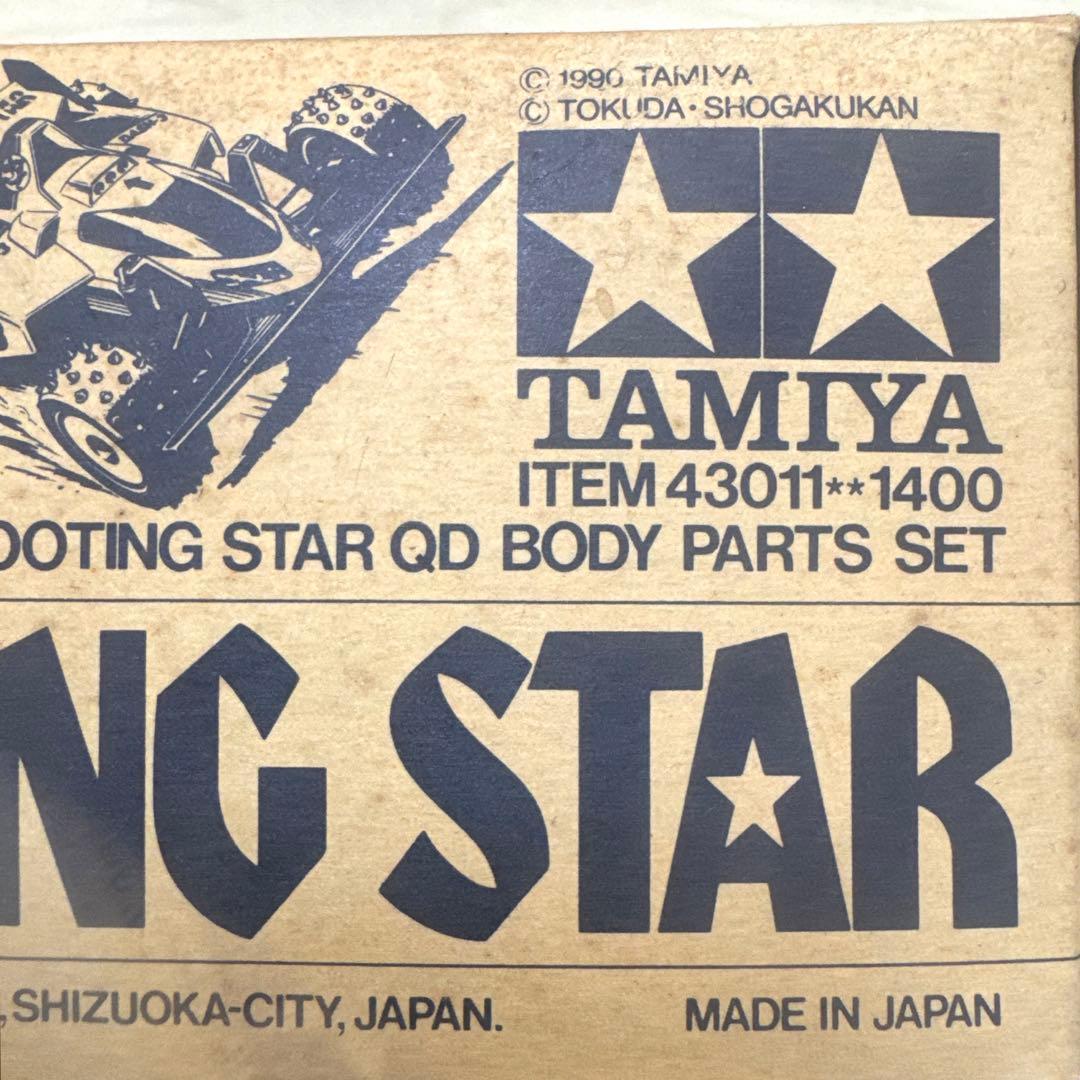 © 1990 TAMIYA
© TOKUDA・SHOGAKUKAN
TAMIYA
ITEM 43011**1400
OOTING STAR QD BODY PARTS SET
NG STAR
, SHIZUOKA-CITY, JAPAN.
MADE IN JAPAN